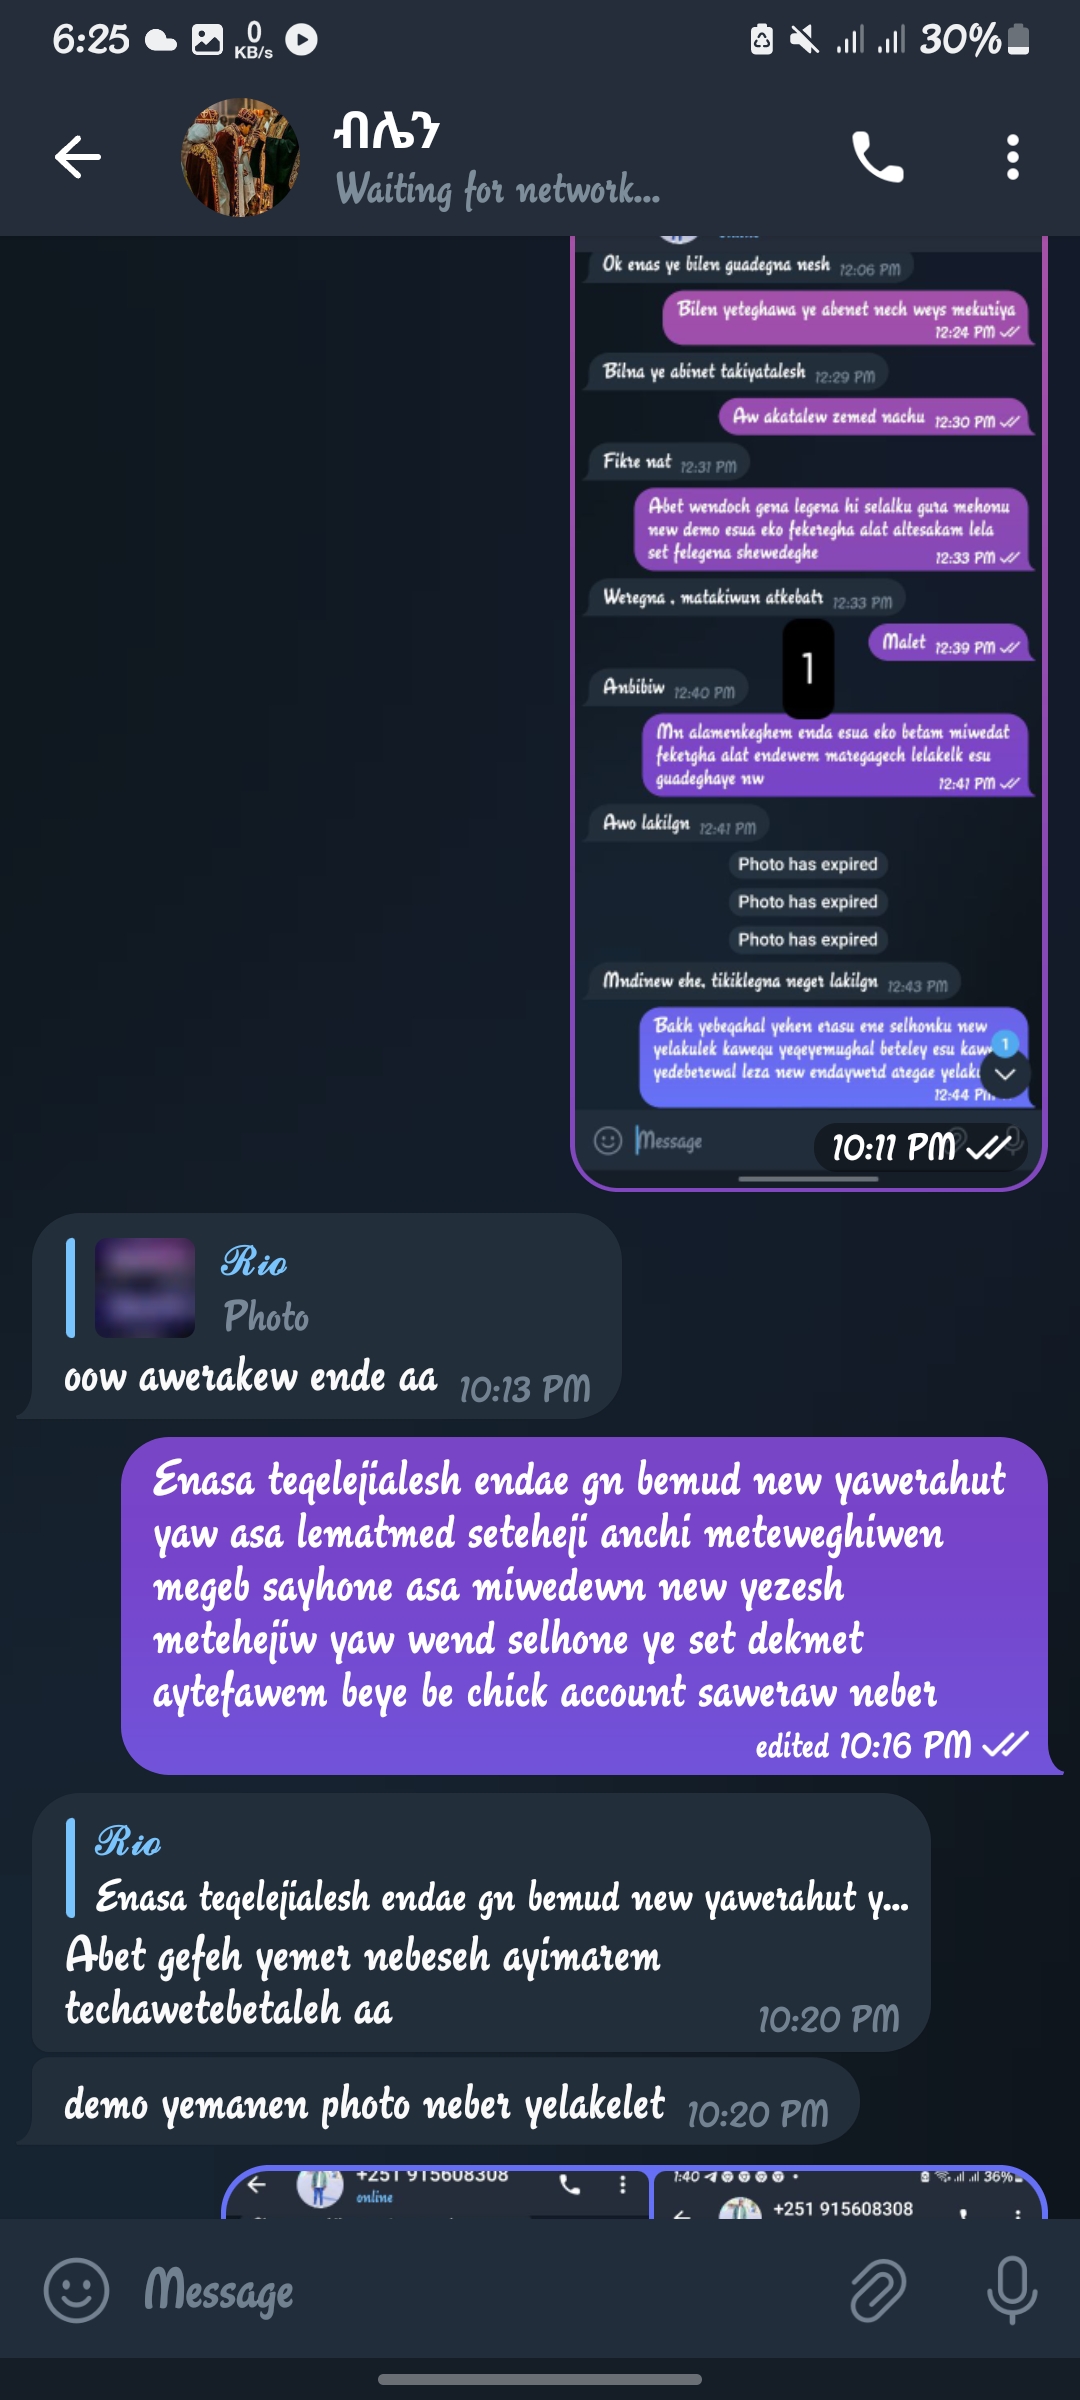 6:25
0
KB/s
30%
ብሌን
Waiting for network...
Ok enas ye bilen guadegna nesh 12:06 PM
Bilen yeteghawa ye abenet nech weys mekuriya
12:24 PM
Bilna ye abinet takiyatalesh 12:29 PM
Aw akatalew zemed nachu 12:30 PM
Fikre nat 12:31 PM
Abet wendoch gena legena hi selalku gura mehonu
new demo esua eko fekeregha alat altesakam lela
set felegena shewedeghe
12:33 PM
Weregna . matakiwun atkebatr 12:33 PM
Malet 12:39 PM
1
Anbibiw 12:40 PM
Mn alamenkeghem enda esua eko betam miwedat
fekergha alat endewem maregagech lelakelk esu
guadeghaye nw
12:41 PM
Awo lakilgn 12:41 PM
Photo has expired
Photo has expired
Photo has expired
Mndinew ehe, tikiklegna neger lakilgn 12:43 PM
Bakh yebeqahal yehen erasu ene selhonku new
yelakulek kawequ yeqeyemughal beteley esu
yedeberewal leza new endaywerd aregae
12:44
1
Message
10:11 PM
Rio
Photo
oow awerakew ende aa 10:13 PM
Enasa teqelejialesh endae gn bemud new yawerahut
yaw asa lematmed seteheji anchi meteweghiwen
megeb sayhone asa miwedewn new yezesh
metehejiw yaw wend selhone ye set dekmet
aytefawem beye be chick account saweraw neber
edited 10:16 PM
Rio
Enasa teqelejialesh endae gn bemud new yawerahut y...
Abet gefeh yemer nebeseh ayimarem
techawetebetaleh aa
10:20 PM
demo yemanen photo neber yelakelet 10:20 PM
+251 915608308
online
1:40
36%
+251 915608308
Message